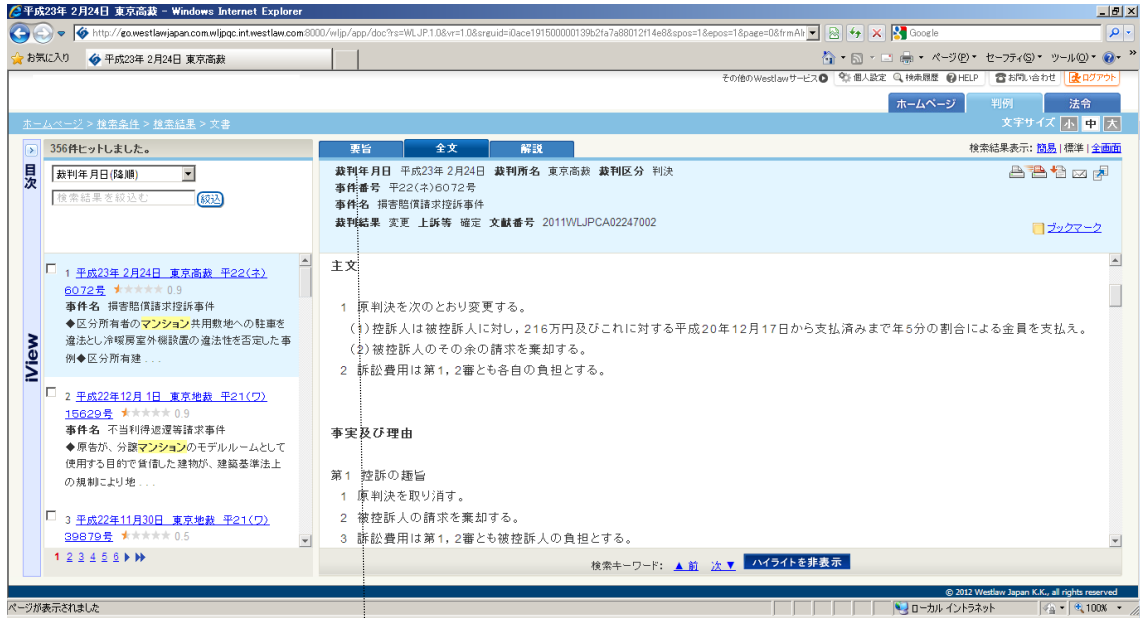 平成23年 2月24日 東京高裁 - Windows Internet Explorer
お気に入り 平成23年 2月24日 東京高裁
Google
ページ(P) セーフティ(S) ツール(O)
その他のWestlawサービス 個人設定 検索履歴 HELP お問い合わせ ログアウト
ホームページ 判例 法令
ホームページ > 検索条件 > 検索結果 > 文書
文字サイズ 小 中 大
356件ヒットしました。
要旨 全文 解説
検索結果表示: 簡易 | 標準 | 全画面
目次
裁判年月日(降順)
検索結果を絞込む 絞込
裁判年月日 平成23年 2月24日 裁判所名 東京高裁 裁判区分 判決
事件番号 平22(ネ)6072号
事件名 損害賠償請求控訴事件
裁判結果 変更 上訴等 確定 文献番号 2011WLJPCA02247002
ブックマーク
iView
1 平成23年 2月24日 東京高裁 平22(ネ)
6072号 0.9
事件名 損害賠償請求控訴事件
◆区分所有者のマンション共用敷地への駐車を
違法とし冷暖房室外機設置の違法性を否定した事
例◆区分所有建 . . .
2 平成22年12月 1日 東京地裁 平21(ワ)
15629号 0.9
事件名 不当利得返還等請求事件
◆原告が、分譲マンションのモデルルームとして
使用する目的で賃借した建物が、建築基準法上
の規制により地 . . .
3 平成22年11月30日 東京地裁 平21(ワ)
39879号 0.5
1 2 3 4 5 6
主文
1 原判決を次のとおり変更する。
(1)控訴人は被控訴人に対し，216万円及びこれに対する平成20年12月17日から支払済みまで年5分の割合による金員を支払え。
(2)被控訴人のその余の請求を棄却する。
2 訴訟費用は第1，2審とも各自の負担とする。
事実及び理由
第1 控訴の趣旨
1 原判決を取り消す。
2 被控訴人の請求を棄却する。
3 訴訟費用は第1，2審とも被控訴人の負担とする。
検索キーワード: ▲ 前 次 ▼ ハイライトを非表示
© 2012 Westlaw Japan K.K., all rights reserved
ページが表示されました
ローカル イントラネット 100%